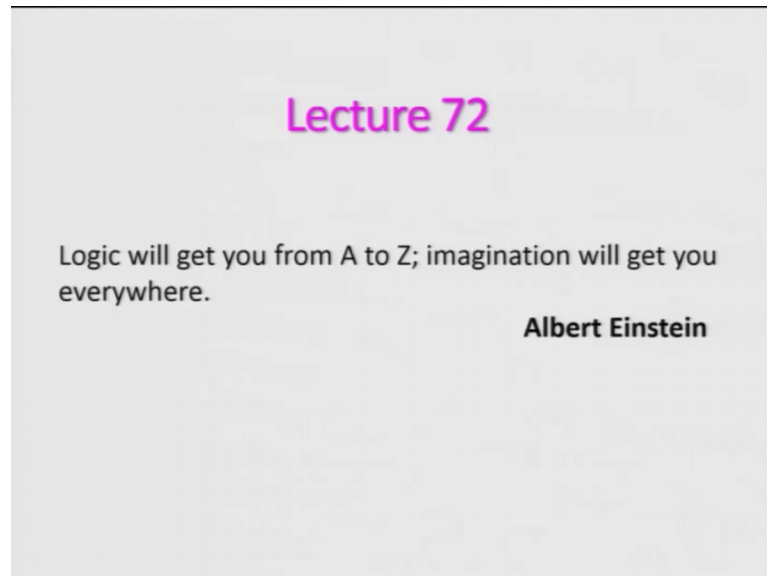 Lecture 72
Logic will get you from A to Z; imagination will get you
everywhere.
Albert Einstein